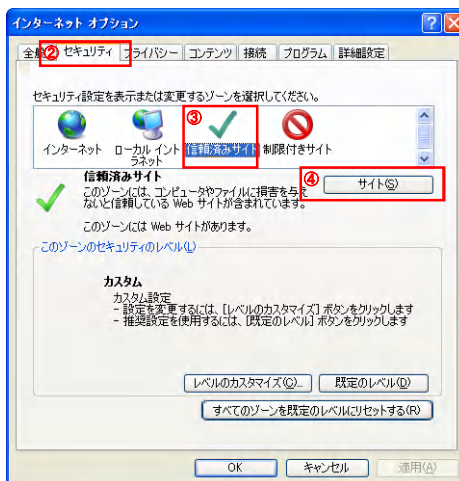 インターネット オプション
全般 ② セキュリティ プライバシー コンテンツ 接続 プログラム 詳細設定
セキュリティ設定を表示または変更するゾーンを選択してください。
③
インターネット ローカル イントラネット 信頼済みサイト 制限付きサイト
信頼済みサイト
④ サイト(S)
このゾーンには、コンピュータやファイルに損害を与え
ないと信頼している Web サイトが含まれています。
このゾーンには Web サイトがあります。
このゾーンのセキュリティのレベル(L)
カスタム
カスタム設定
- 設定を変更するには、[レベルのカスタマイズ] ボタンをクリックします
- 推奨設定を使用するには、[既定のレベル] ボタンをクリックします
レベルのカスタマイズ(C)... 既定のレベル(D)
すべてのゾーンを既定のレベルにリセットする(R)
OK キャンセル 適用(A)